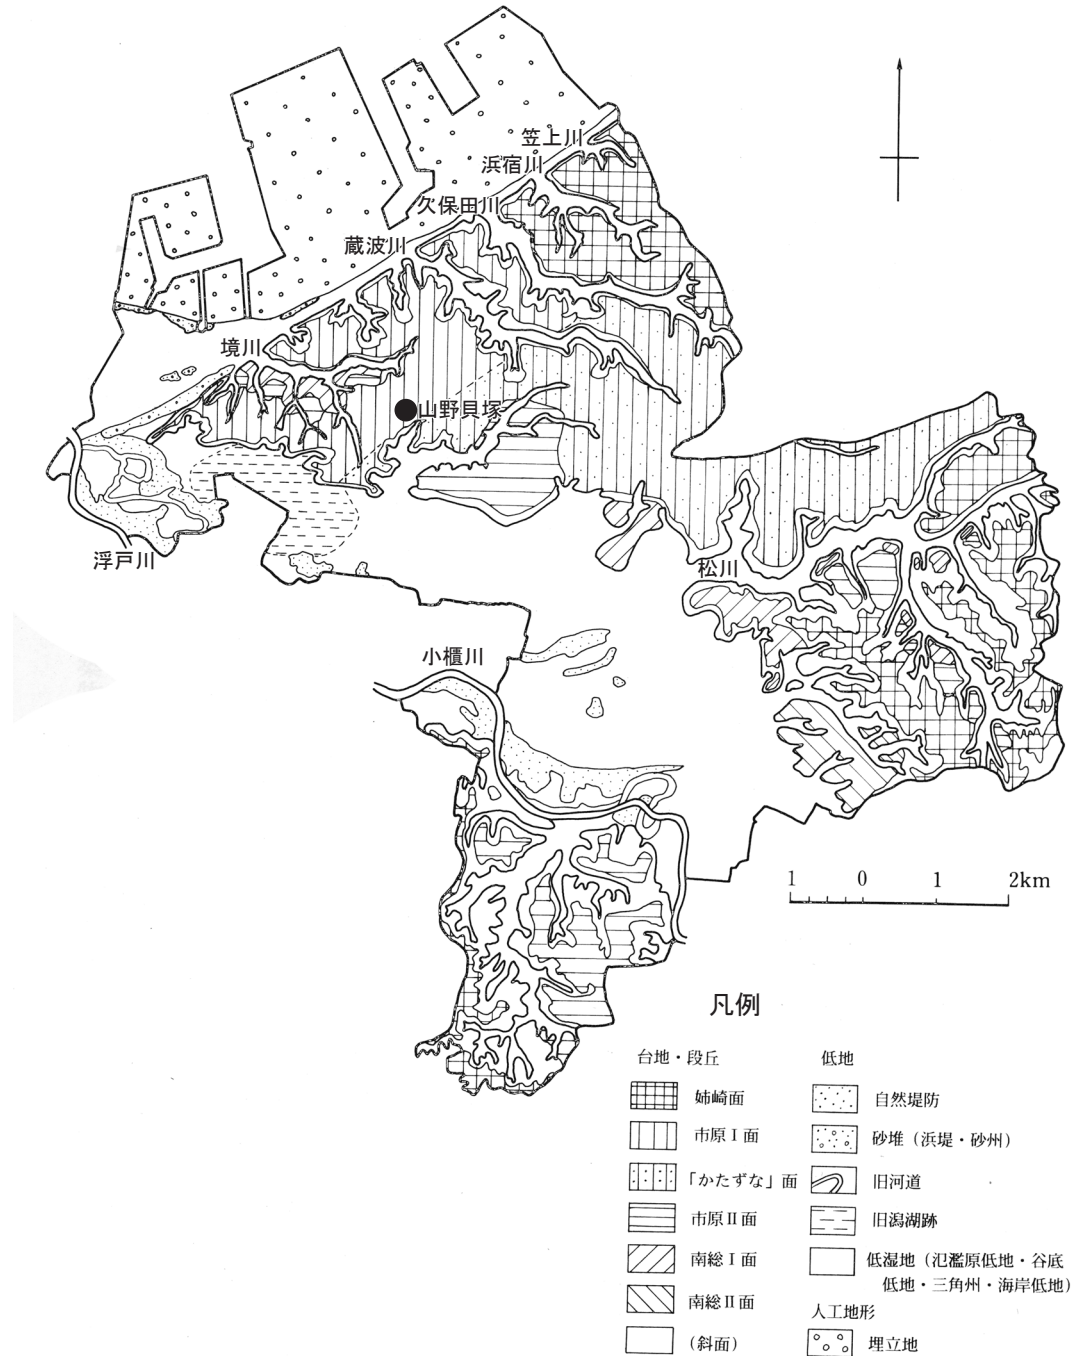 笠上川
浜宿川
久保田川
蔵波川
境川
山野貝塚
浮戸川
松川
小櫃川
1 0 1 2km
凡例
台地・段丘
姉崎面
市原Ⅰ面
「かたずな」面
市原Ⅱ面
南総Ⅰ面
南総Ⅱ面
(斜面)
低地
自然堤防
砂堆(浜堤・砂州)
旧河道
旧潟湖跡
低湿地(氾濫原低地・谷底
低地・三角州・海岸低地)
人工地形
埋立地